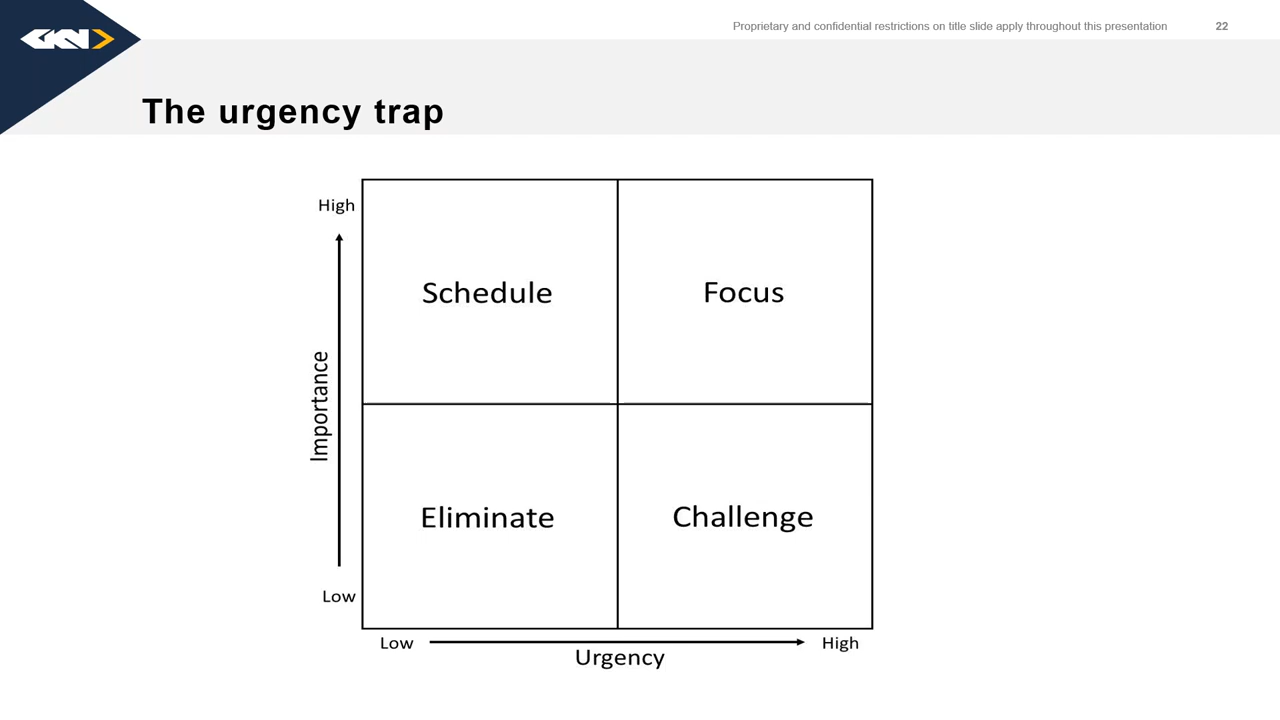 Proprietary and confidential restrictions on title slide apply throughout this presentation 22
GKN
The urgency trap
High
Schedule Focus
Importance
Eliminate Challenge
Low
Low High
Urgency